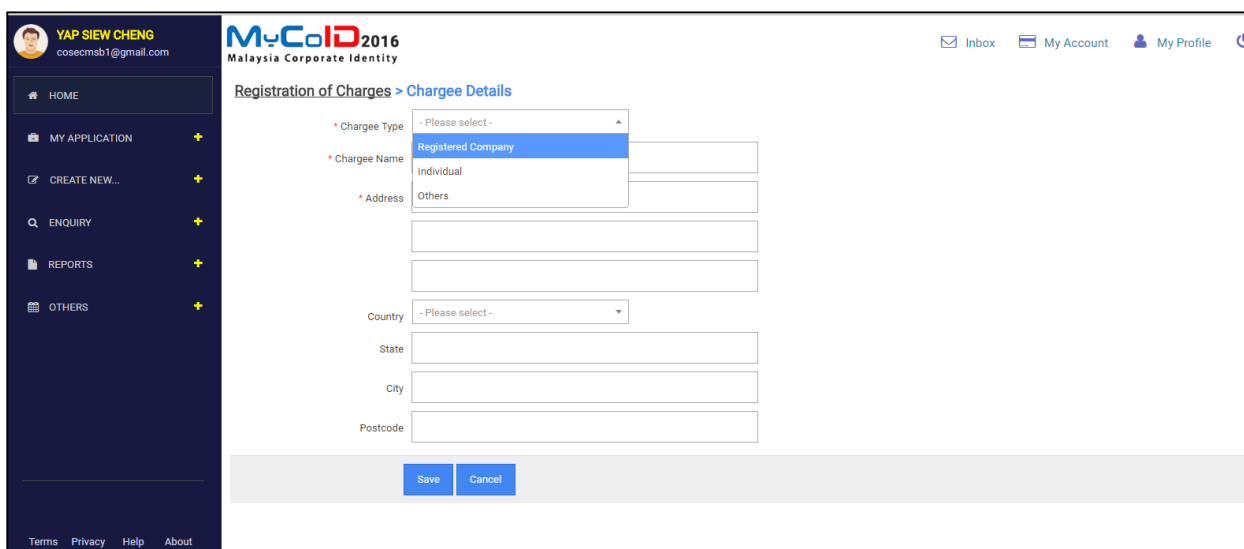 YAP SIEW CHENG
cosecmsb1@gmail.com
HOME
MY APPLICATION
CREATE NEW...
ENQUIRY
REPORTS
OTHERS
Terms Privacy Help About
MyCoID 2016
Malaysia Corporate Identity
Inbox My Account My Profile
Registration of Charges > Chargee Details
* Chargee Type - Please select -
Registered Company
* Chargee Name
Individual
* Address Others
Country - Please select -
State
City
Postcode
Save Cancel